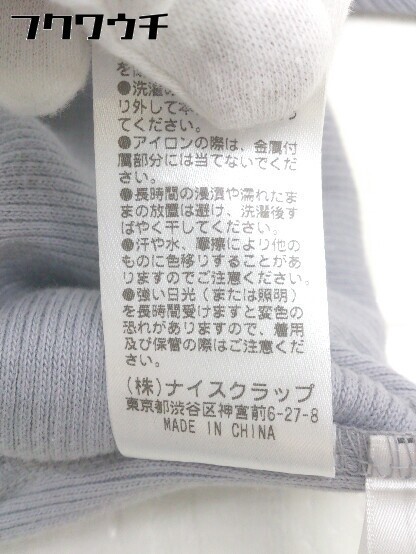 フクワウチ
を
●洗濯
り外して本
てください。
●アイロンの際は、金属付
属部分には当てないでくだ
さい。
●長時間の浸漬や濡れたま
まの放置は避け、洗濯後す
ばやく干してください。
●汗や水、摩擦により他の
ものに色移りすることがあ
りますのでご注意ください。
●強い日光（または照明）
を長時間受けますと変色の
恐れがありますので、着用
及び保管の際はご注意くだ
さい。
(株)ナイスクラップ
東京都渋谷区神宮前6-27-8
MADE IN CHINA